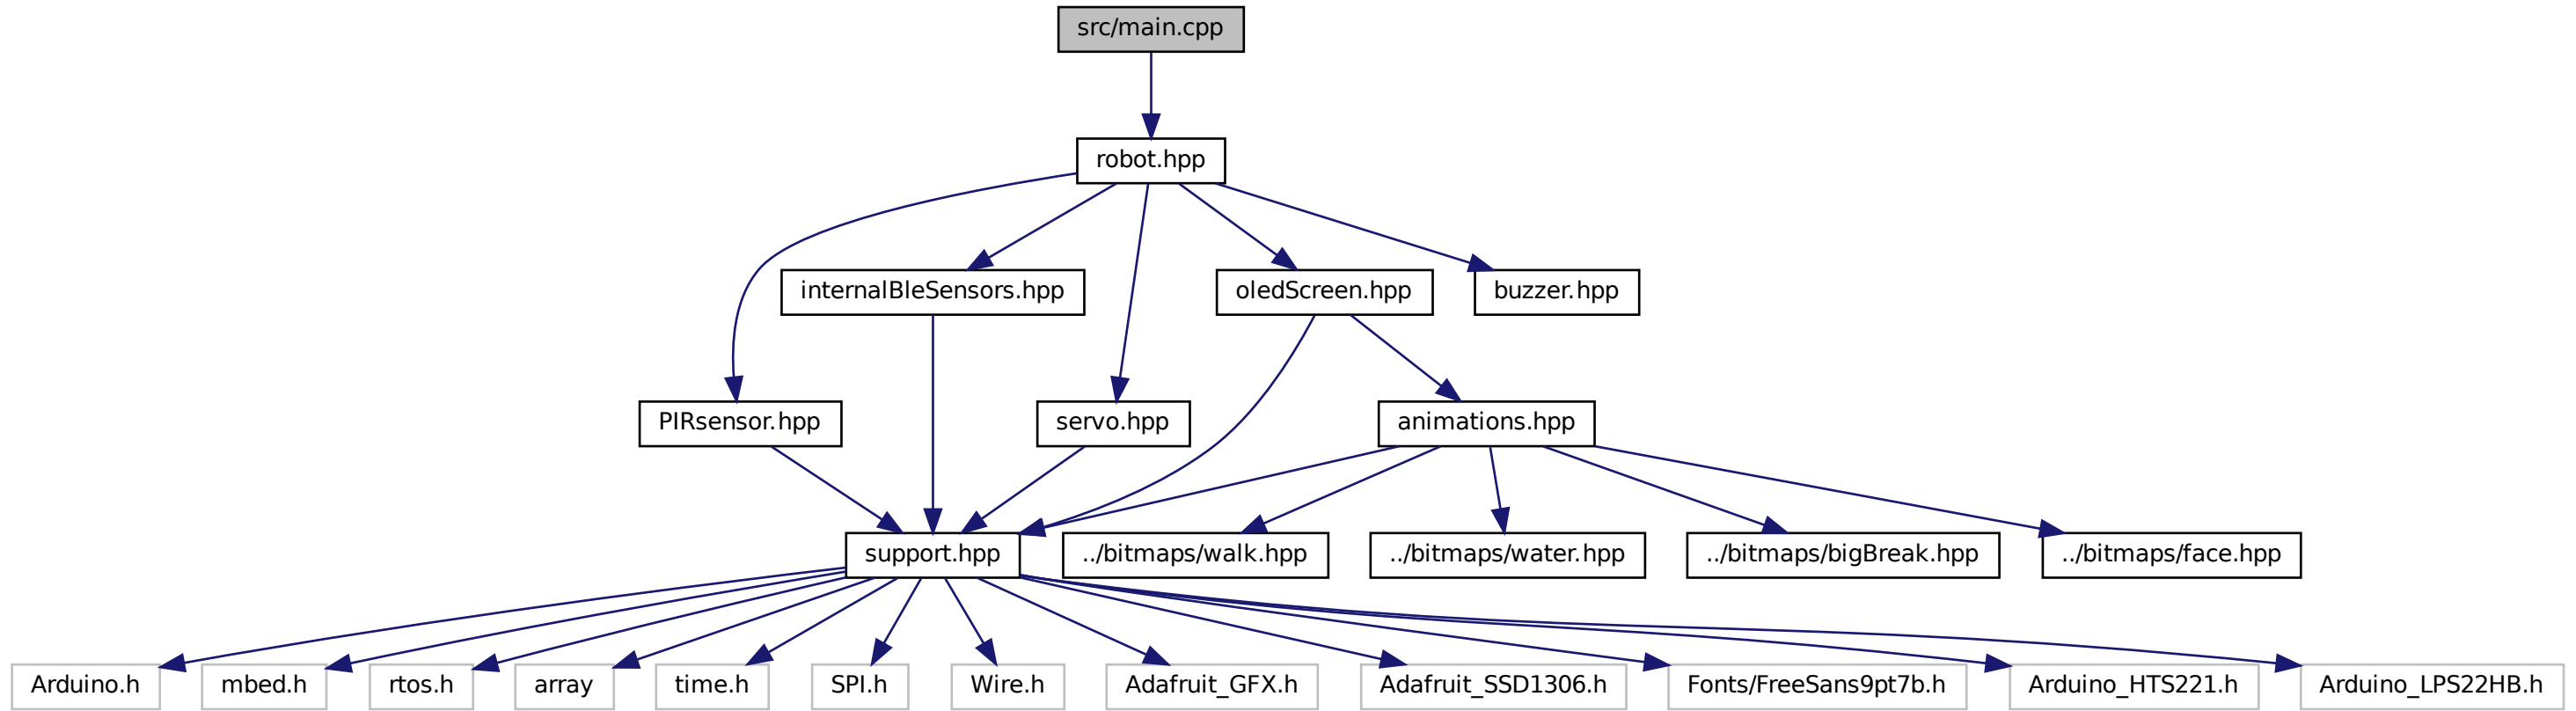 src/main.cpp
robot.hpp
internalBleSensors.hpp
oledScreen.hpp
buzzer.hpp
PIRsensor.hpp
servo.hpp
animations.hpp
support.hpp
../bitmaps/walk.hpp
../bitmaps/water.hpp
../bitmaps/bigBreak.hpp
../bitmaps/face.hpp
Arduino.h
mbed.h
rtos.h
array
time.h
SPI.h
Wire.h
Adafruit_GFX.h
Adafruit_SSD1306.h
Fonts/FreeSans9pt7b.h
Arduino_HTS221.h
Arduino_LPS22HB.h